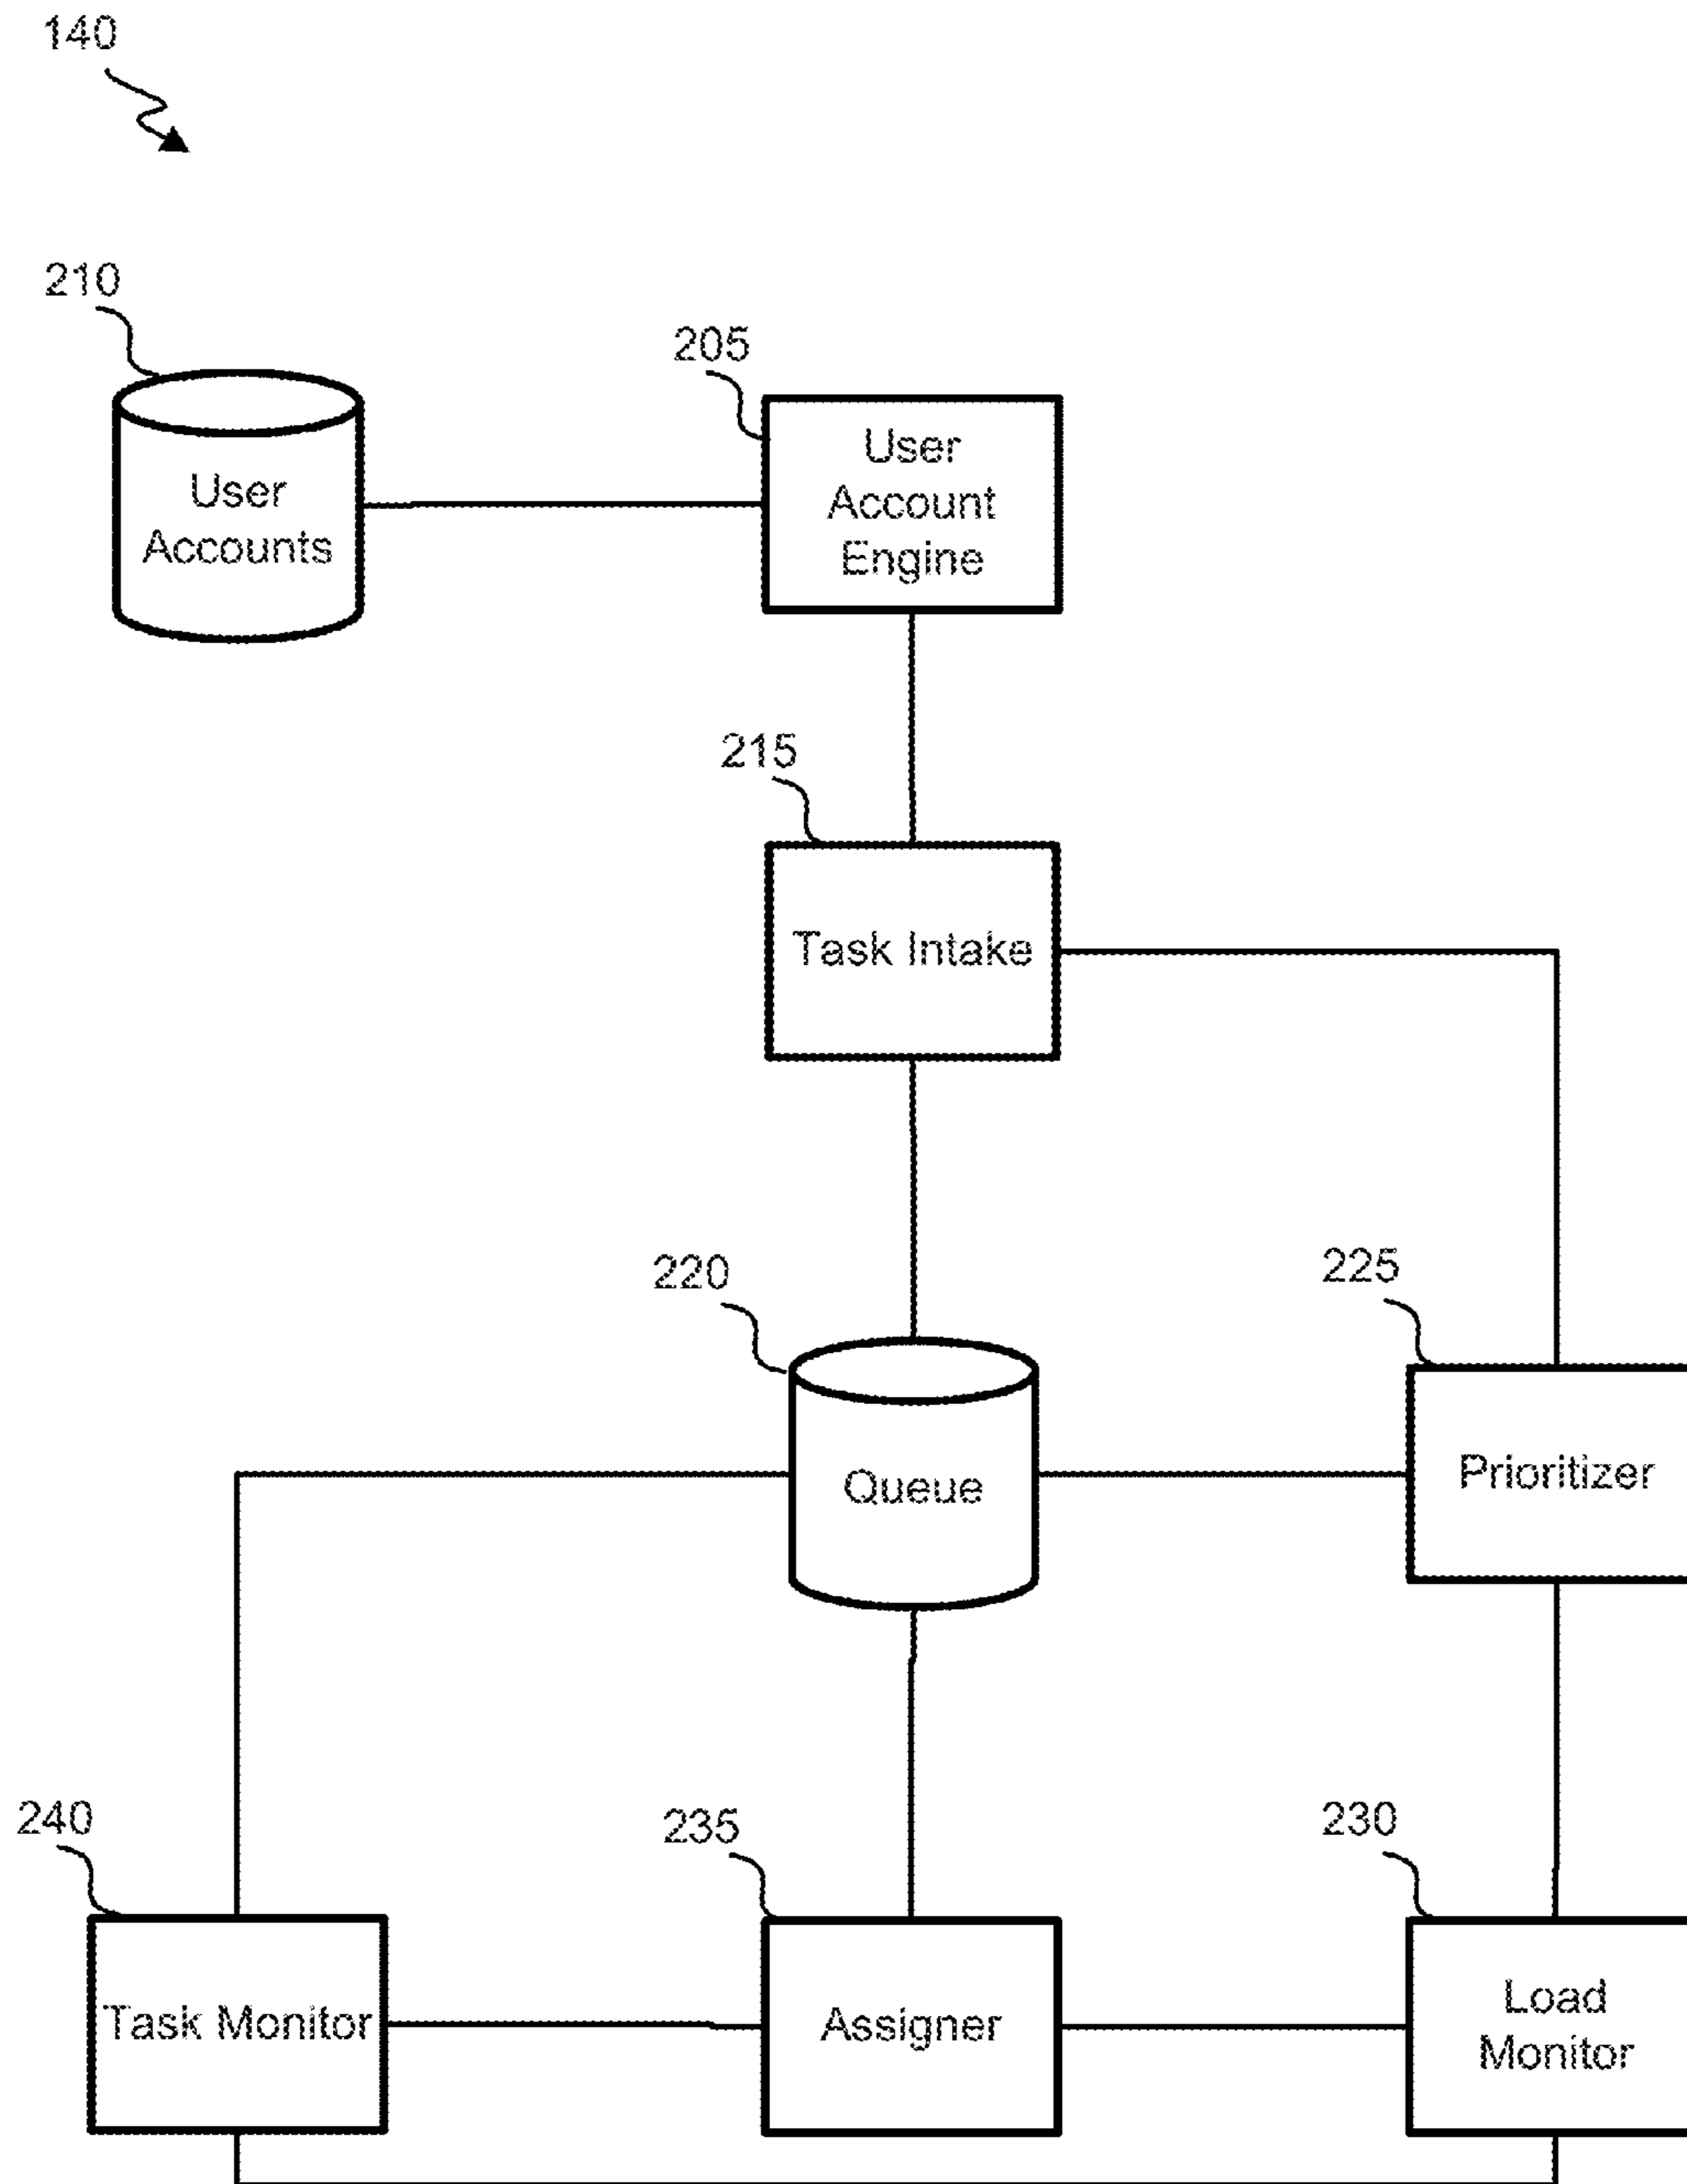 140
210
205
User
Account
Engine
User
Accounts
215
Task Intake
220
225
Queue
Prioritizer
240
235
230
Task Monitor
Assigner
Load
Monitor